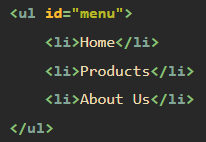 <ul id="menu">
    <li>Home</li>
    <li>Products</li>
    <li>About Us</li>
</ul>